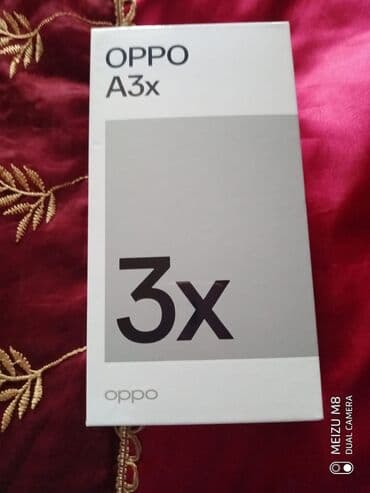 OPPO
A3x
3x
oppo
MEIZU M8
DUAL CAMERA